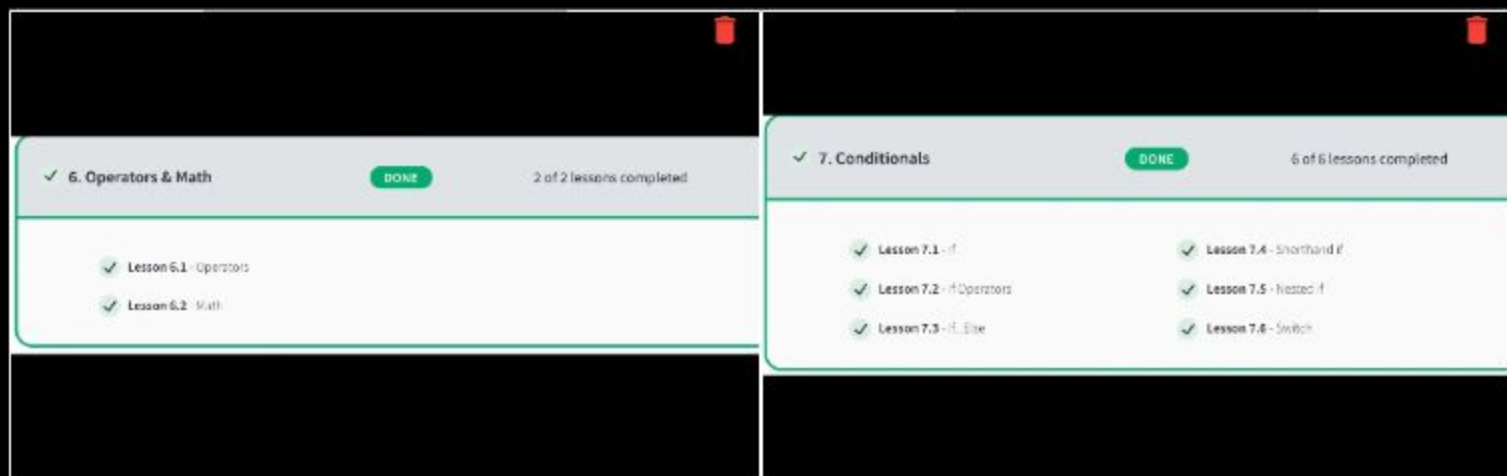 6. Operators & Math
DONE
2 of 2 lessons completed
Lesson 6.1 - Operators
Lesson 6.2 - Math
7. Conditionals
DONE
6 of 6 lessons completed
Lesson 7.1 - If
Lesson 7.2 - If Operators
Lesson 7.3 - If...Else
Lesson 7.4 - Shorthand if
Lesson 7.5 - Nested if
Lesson 7.6 - Switch